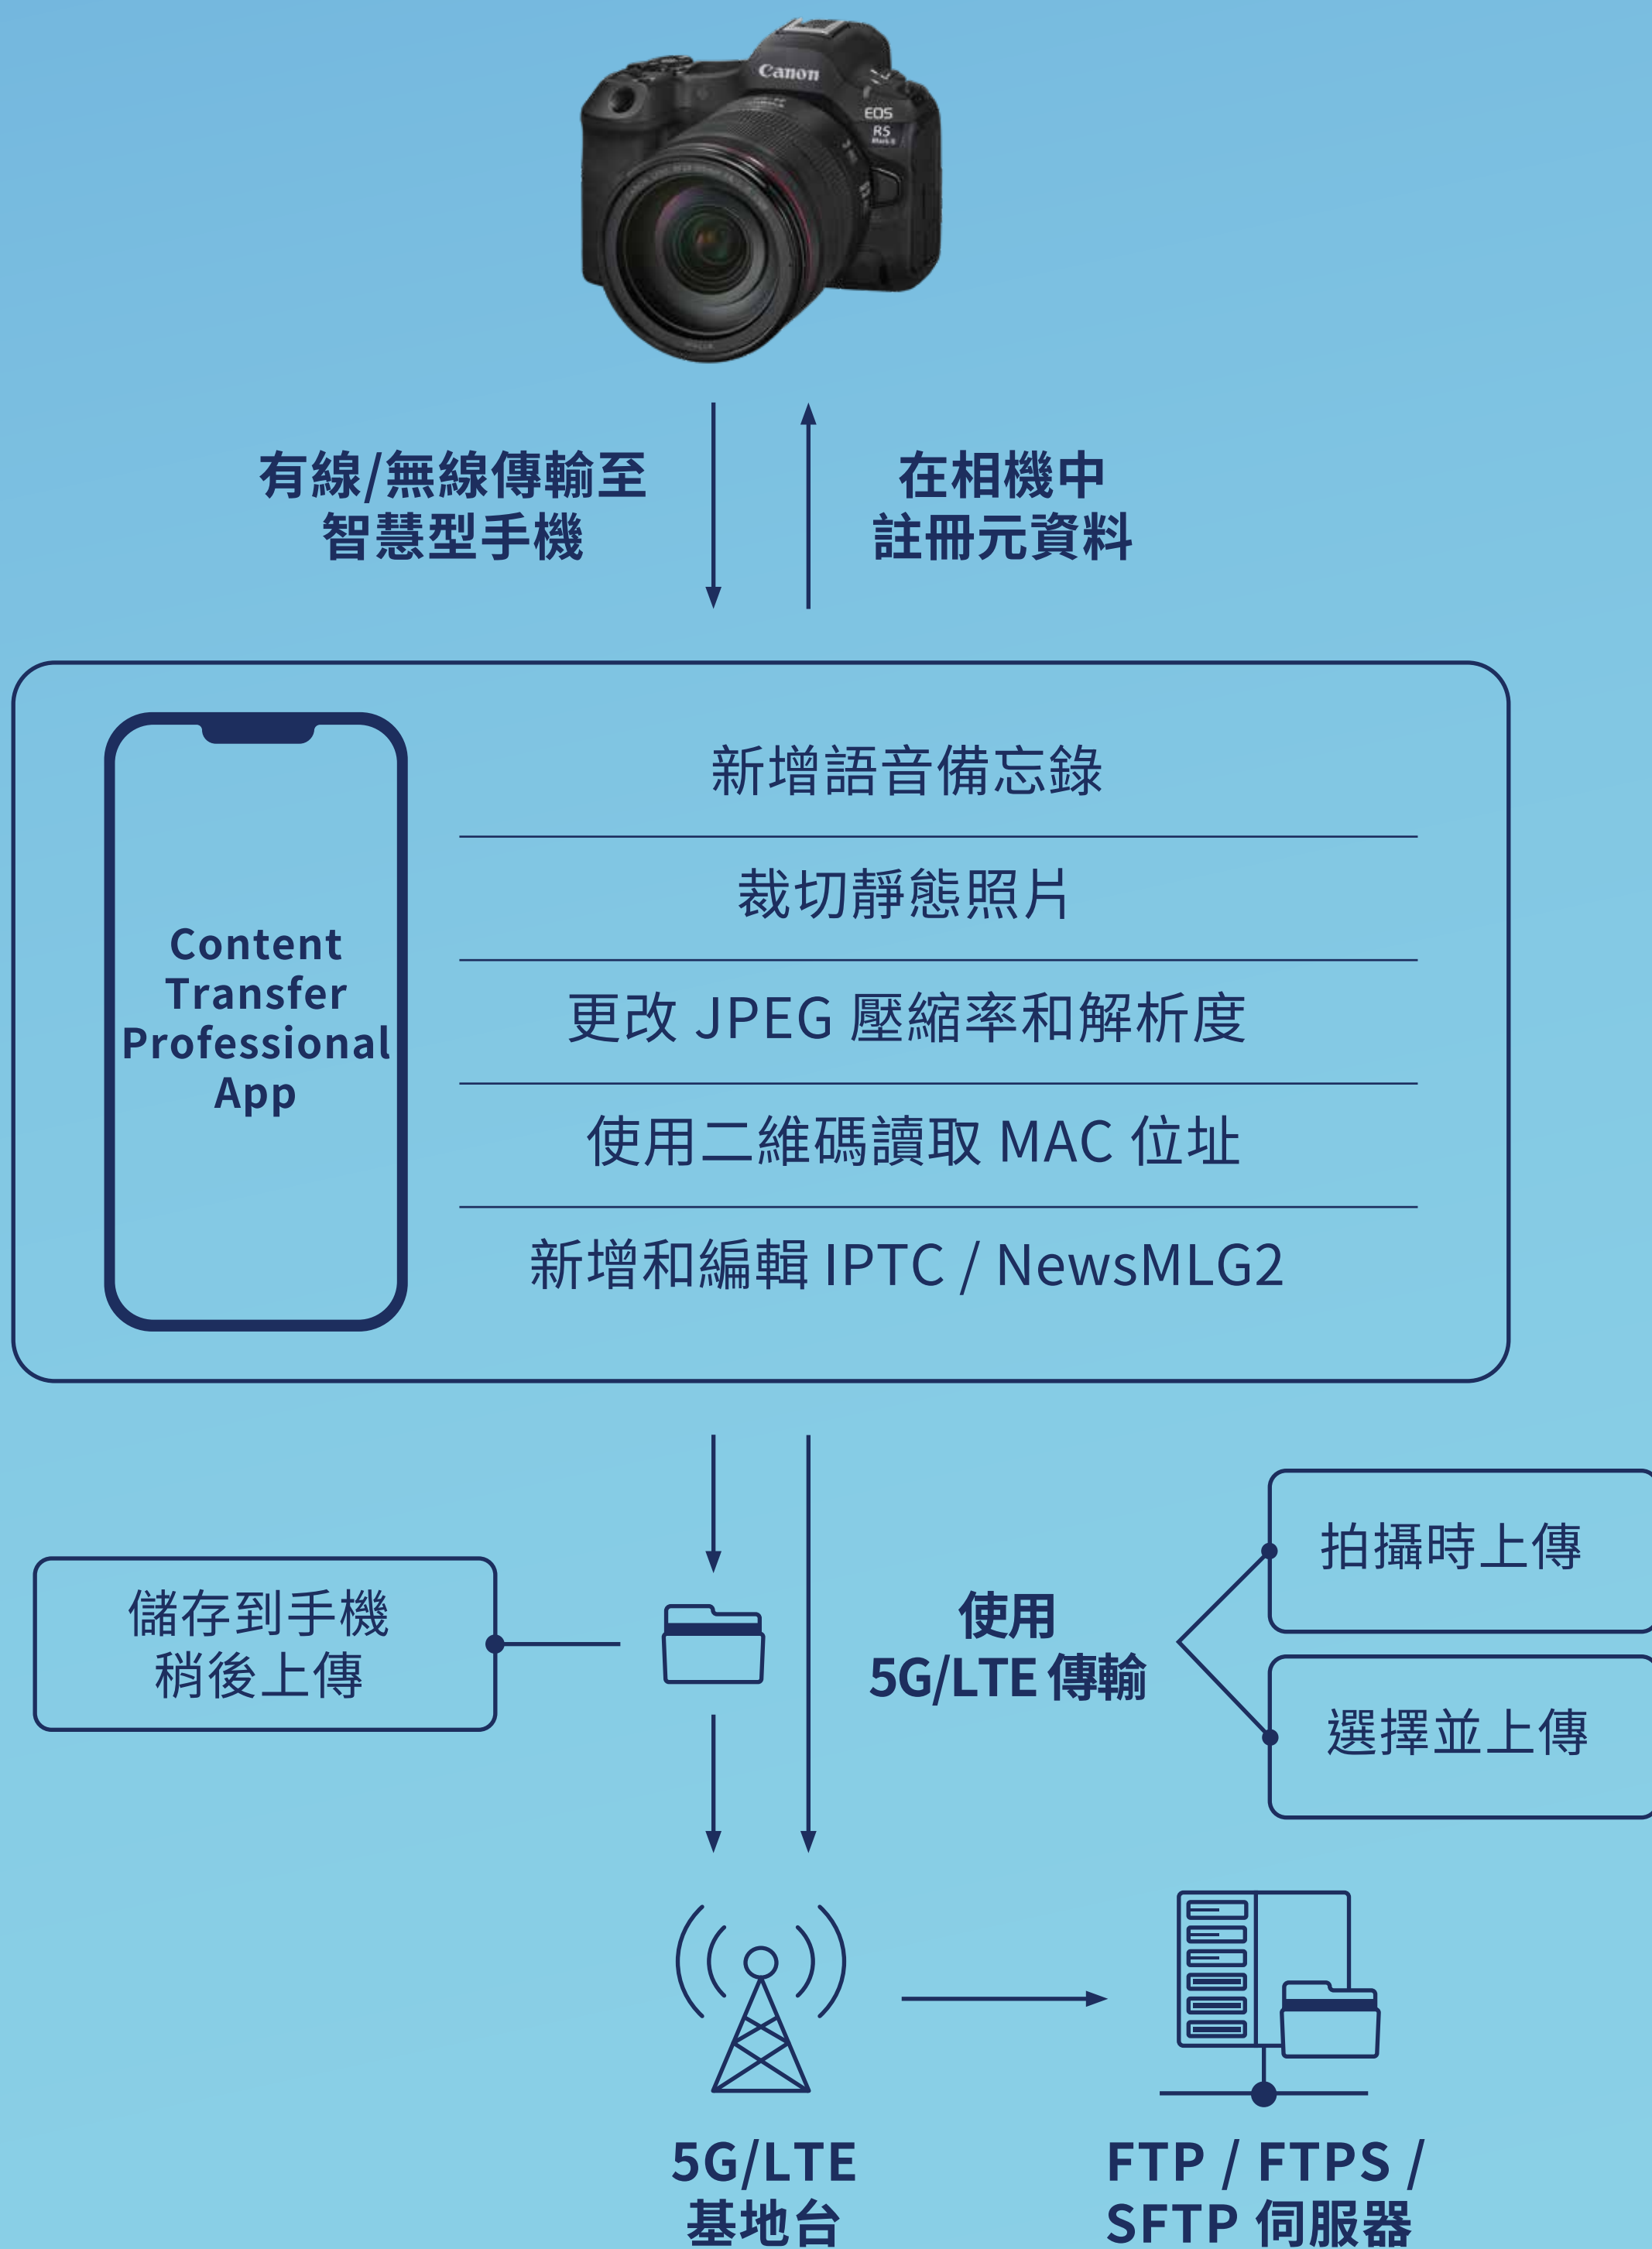 Canon
EOS
R5
Mark II
有線/無線傳輸至
智慧型手機
在相機中
註冊元資料
Content
Transfer
Professional
App
新增語音備忘錄
裁切靜態照片
更改 JPEG 壓縮率和解析度
使用二維碼讀取 MAC 位址
新增和編輯 IPTC / NewsMLG2
儲存到手機
稍後上傳
使用
5G/LTE 傳輸
拍攝時上傳
選擇並上傳
5G/LTE
基地台
FTP / FTPS /
SFTP 伺服器